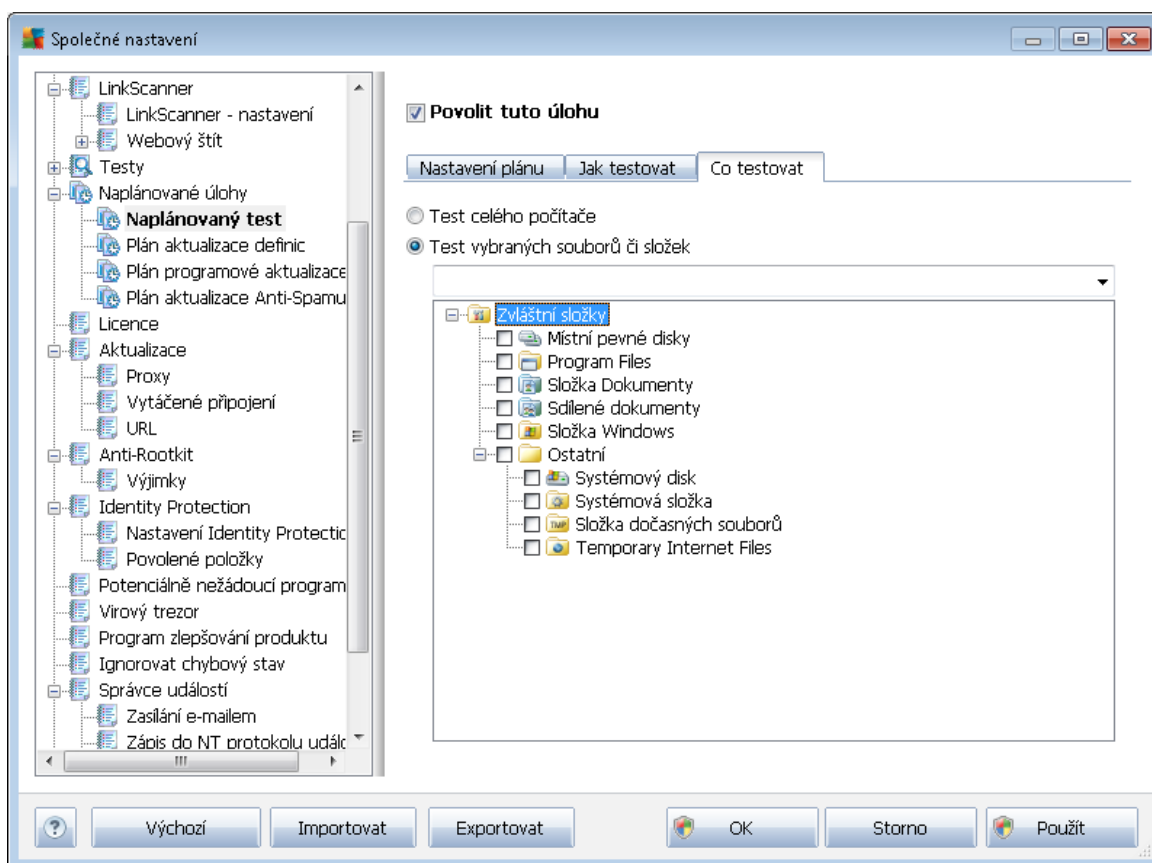 Společné nastavení
LinkScanner
LinkScanner - nastavení
Webový štít
Testy
Naplánované úlohy
Naplánovaný test
Plán aktualizace definic
Plán programové aktualizace
Plán aktualizace Anti-Spamu
Licence
Aktualizace
Proxy
Vytáčené připojení
URL
Anti-Rootkit
Výjimky
Identity Protection
Nastavení Identity Protectic
Povolené položky
Potenciálně nežádoucí program
Virový trezor
Program zlepšování produktu
Ignorovat chybový stav
Správce událostí
Zasílání e-mailem
Zápis do NT protokolu událc
Povolit tuto úlohu
Nastavení plánu Jak testovat Co testovat
Test celého počítače
Test vybraných souborů či složek
Zvláštní složky
Místní pevné disky
Program Files
Složka Dokumenty
Sdílené dokumenty
Složka Windows
Ostatní
Systémový disk
Systémová složka
TMP Složka dočasných souborů
Temporary Internet Files
? Výchozí Importovat Exportovat OK Storno Použít